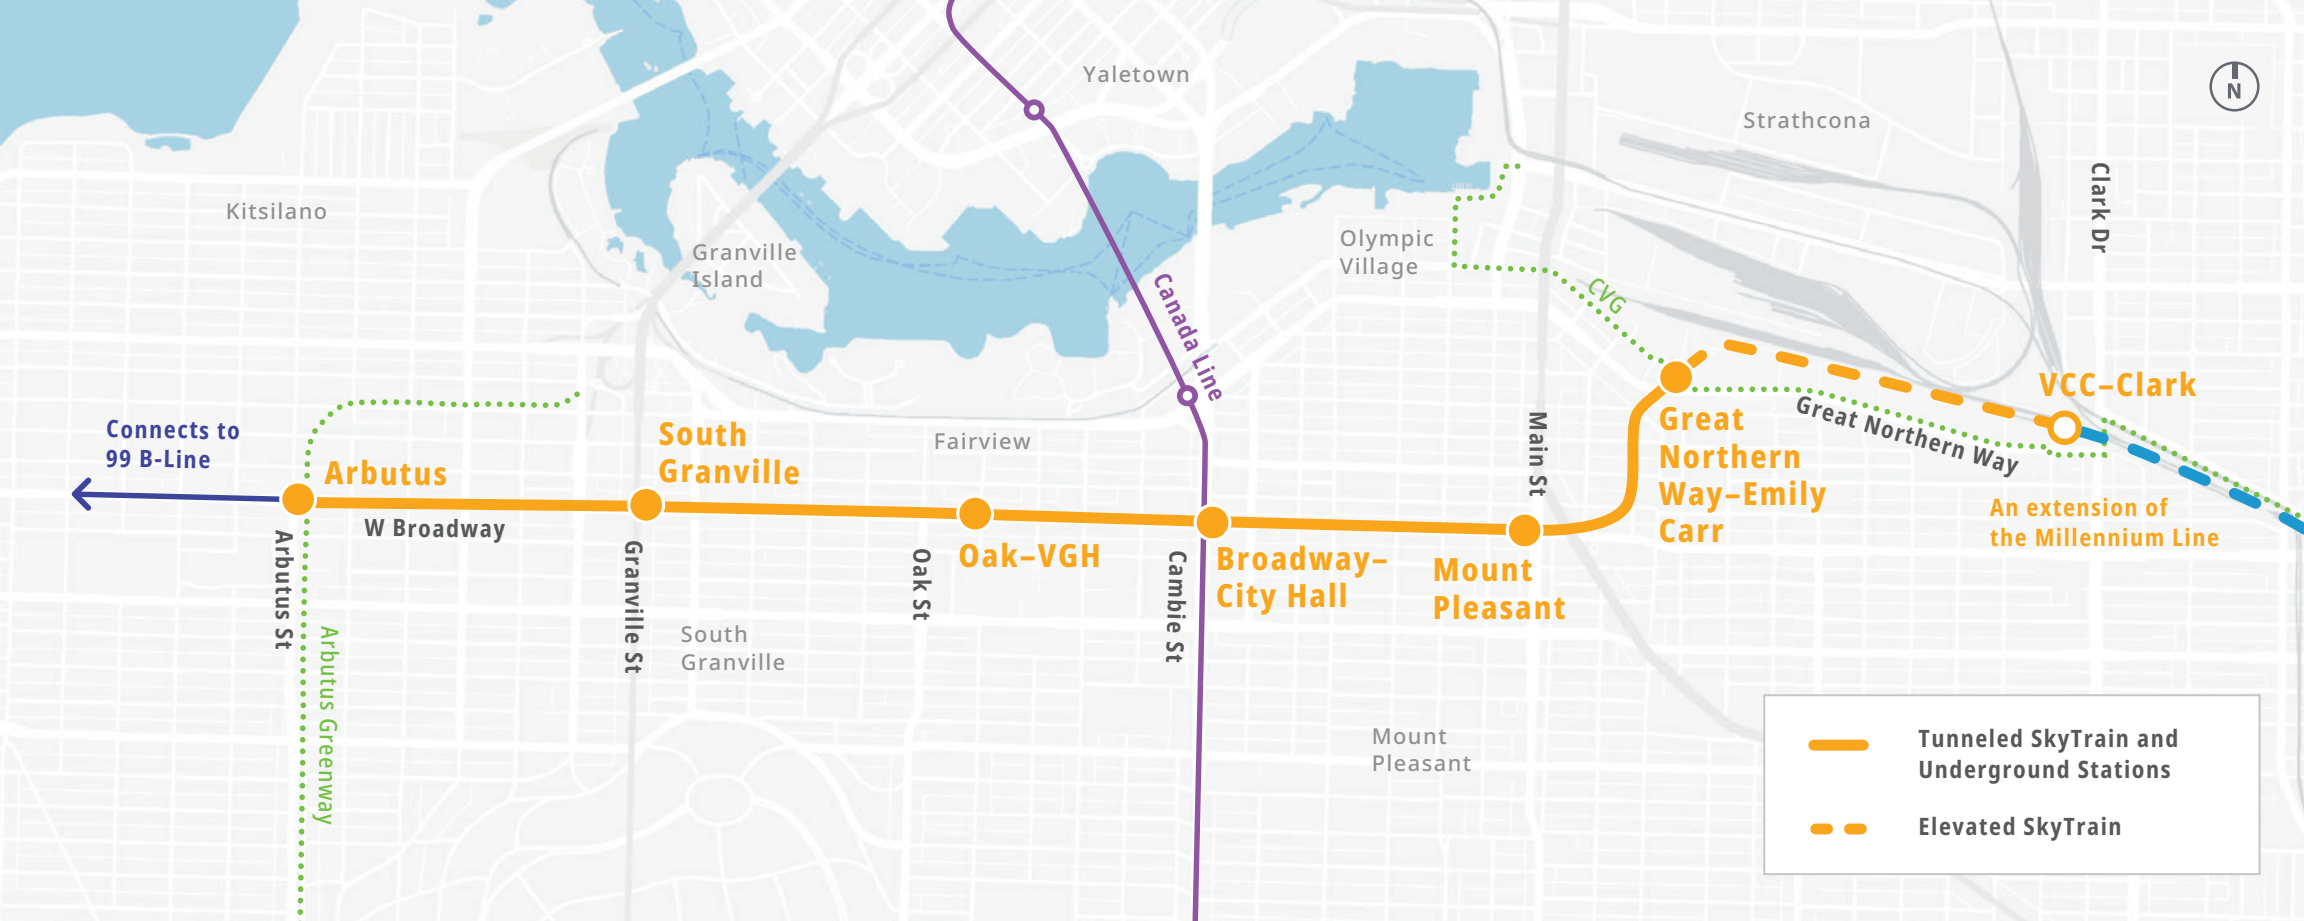 Yaletown
N
Strathcona
Clark Dr
Kitsilano
Granville
Island
Olympic
Village
Canada Line
CVG
VCC–Clark
Great Northern Way
Great
Northern
Way–Emily
Carr
An extension of
the Millennium Line
Connects to
99 B-Line
Arbutus
South
Granville
Fairview
Main St
W Broadway
Oak–VGH
Broadway–
City Hall
Mount
Pleasant
Arbutus St
Granville St
Oak St
Cambie St
Arbutus Greenway
South
Granville
Mount
Pleasant
Tunneled SkyTrain and
Underground Stations
Elevated SkyTrain